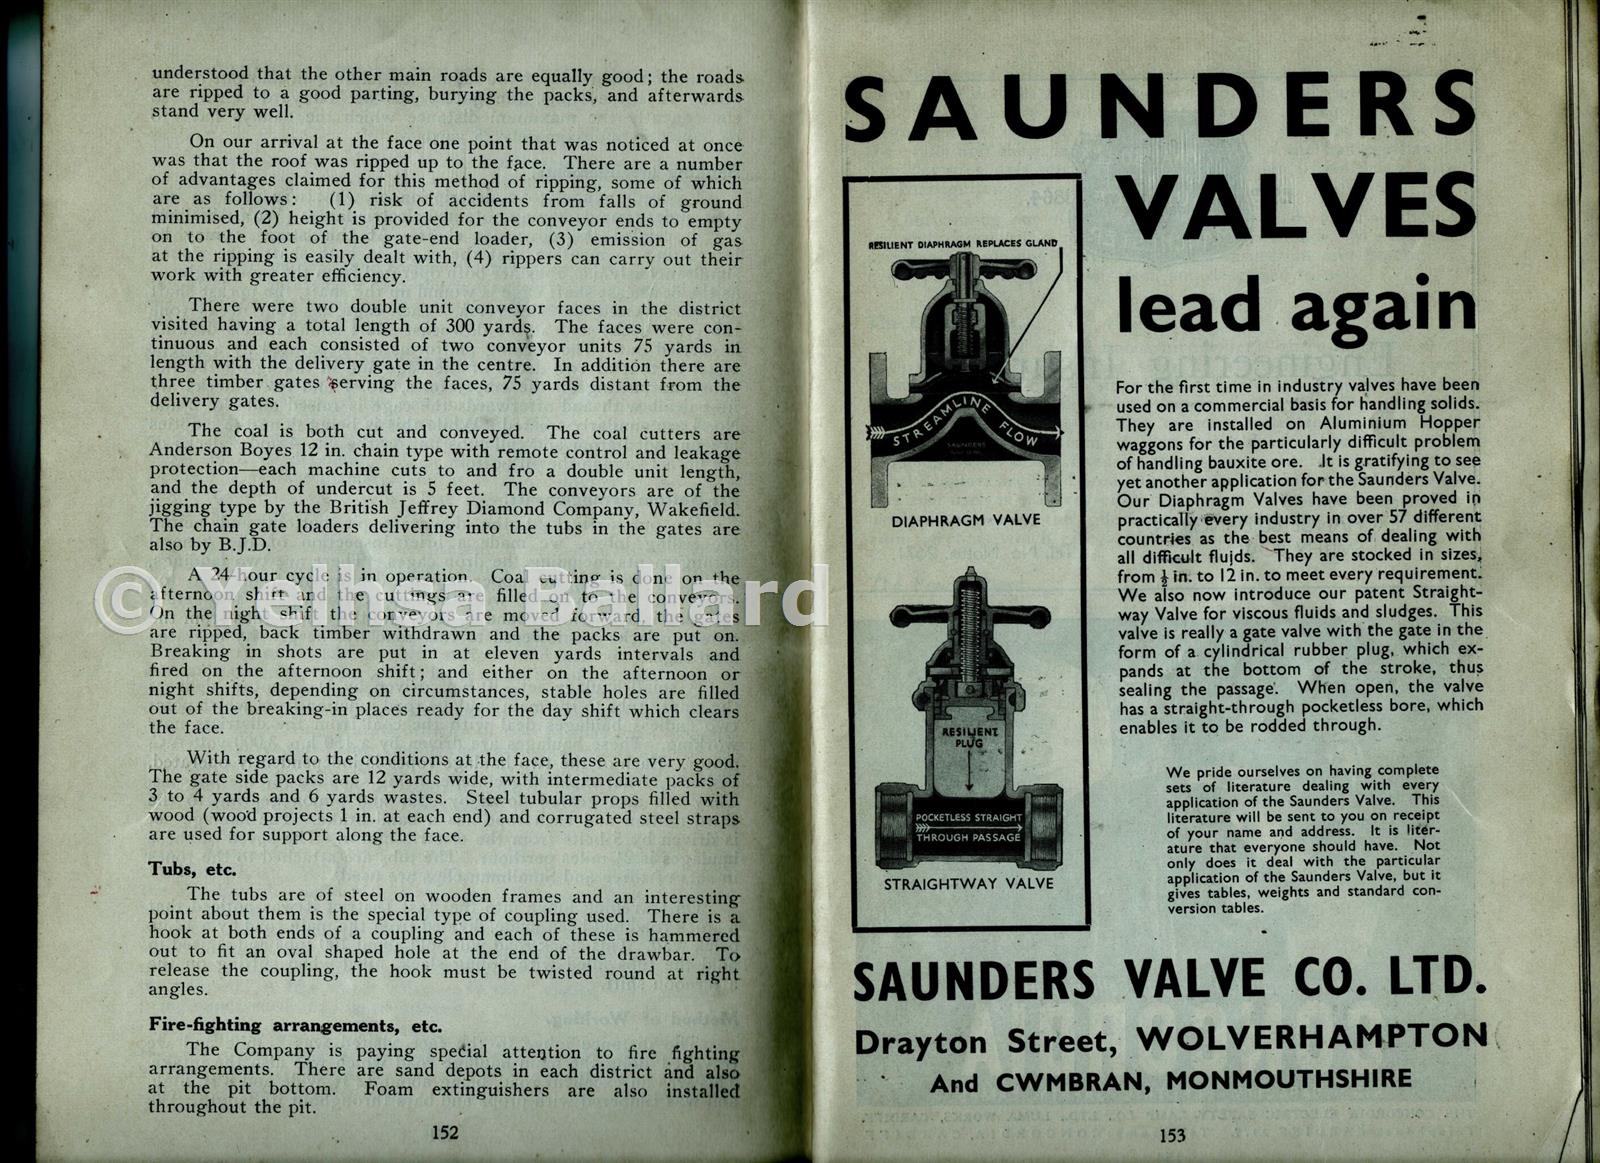 understood that the other main roads are equally good; the roads
are ripped to a good parting, burying the packs, and afterwards
stand very well.
On our arrival at the face one point that was noticed at once
was that the roof was ripped up to the face. There are a number
of advantages claimed for this method of ripping, some of which
are as follows: (1) risk of accidents from falls of ground
minimised, (2) height is provided for the conveyor ends to empty
on to the foot of the gate-end loader, (3) emission of gas
at the ripping is easily dealt with, (4) rippers can carry out their
work with greater efficiency.
There were two double unit conveyor faces in the district
visited having a total length of 300 yards. The faces were con-
tinuous and each consisted of two conveyor units 75 yards in
length with the delivery gate in the centre. In addition there are
three timber gates serving the faces, 75 yards distant from the
delivery gates.
The coal is both cut and conveyed. The coal cutters are
Anderson Boyes 12 in. chain type with remote control and leakage
protection—each machine cuts to and fro a double unit length,
and the depth of undercut is 5 feet. The conveyors are of the
jigging type by the British Jeffrey Diamond Company, Wakefield.
The chain gate loaders delivering into the tubs in the gates are
also by B.J.D.
A 24-hour cycle is in operation. Coal cutting is done on the
afternoon shift and the cuttings are filled on to the conveyors.
On the night shift the conveyors are moved forward, the gates
are ripped, back timber withdrawn and the packs are put on.
Breaking in shots are put in at eleven yards intervals and
fired on the afternoon shift; and either on the afternoon or
night shifts, depending on circumstances, stable holes are filled
out of the breaking-in places ready for the day shift which clears
the face.
With regard to the conditions at the face, these are very good.
The gate side packs are 12 yards wide, with intermediate packs of
3 to 4 yards and 6 yards wastes. Steel tubular props filled with
wood (wood projects 1 in. at each end) and corrugated steel straps
are used for support along the face.
Tubs, etc.
The tubs are of steel on wooden frames and an interesting
point about them is the special type of coupling used. There is a
hook at both ends of a coupling and each of these is hammered
out to fit an oval shaped hole at the end of the drawbar. To
release the coupling, the hook must be twisted round at right
angles.
Fire-fighting arrangements, etc.
The Company is paying special attention to fire fighting
arrangements. There are sand depots in each district and also
at the pit bottom. Foam extinguishers are also installed
throughout the pit.
152
© Yellhsa Ballard
SAUNDERS
VALVES
lead again
RESILIENT DIAPHRAGM REPLACES GLAND
STREAMLINE FLOW
SAUNDERS
DIAPHRAGM VALVE
RESILIENT
PLUG
POCKETLESS STRAIGHT
THROUGH PASSAGE
STRAIGHTWAY VALVE
For the first time in industry valves have been
used on a commercial basis for handling solids.
They are installed on Aluminium Hopper
waggons for the particularly difficult problem
of handling bauxite ore. It is gratifying to see
yet another application for the Saunders Valve.
Our Diaphragm Valves have been proved in
practically every industry in over 57 different
countries as the best means of dealing with
all difficult fluids. They are stocked in sizes,
from ½ in. to 12 in. to meet every requirement.
We also now introduce our patent Straight-
way Valve for viscous fluids and sludges. This
valve is really a gate valve with the gate in the
form of a cylindrical rubber plug, which ex-
pands at the bottom of the stroke, thus
sealing the passage. When open, the valve
has a straight-through pocketless bore, which
enables it to be rodded through.
We pride ourselves on having complete
sets of literature dealing with every
application of the Saunders Valve. This
literature will be sent to you on receipt
of your name and address. It is liter-
ature that everyone should have. Not
only does it deal with the particular
application of the Saunders Valve, but it
gives tables, weights and standard con-
version tables.
SAUNDERS VALVE CO. LTD.
Drayton Street, WOLVERHAMPTON
And CWMBRAN, MONMOUTHSHIRE
153